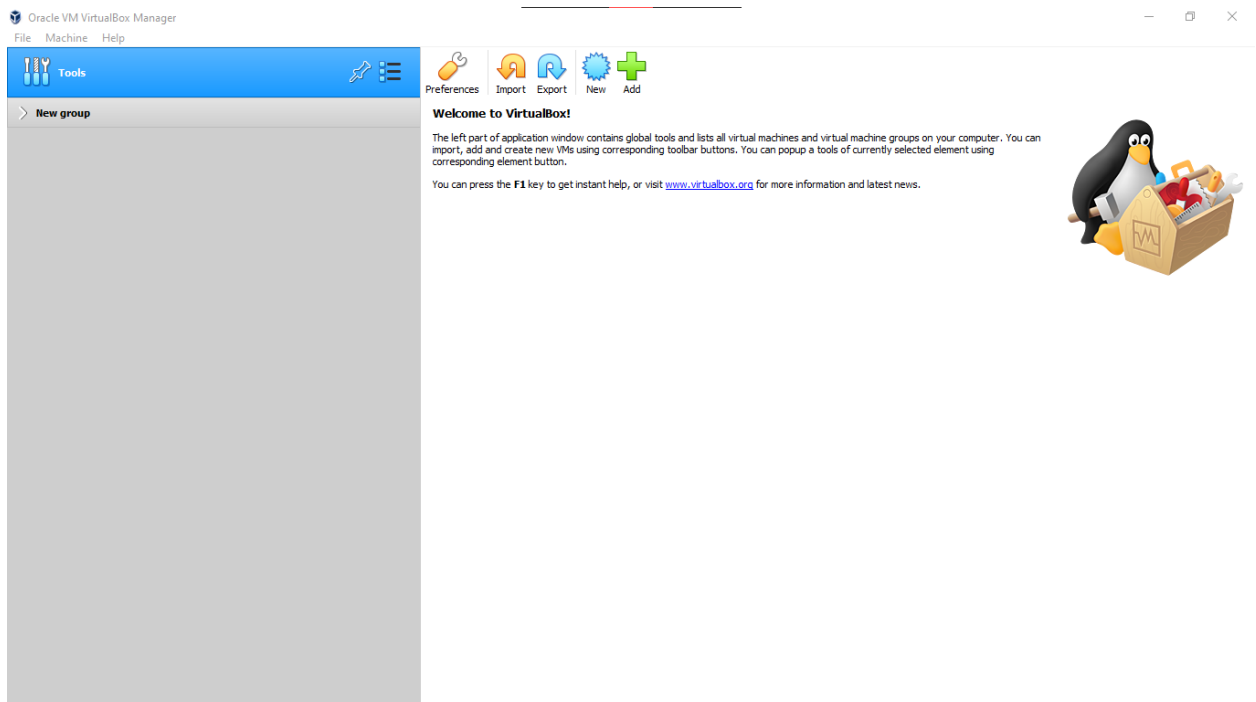 Oracle VM VirtualBox Manager
File Machine Help
Tools
Preferences Import Export New Add
New group
Welcome to VirtualBox!
The left part of application window contains global tools and lists all virtual machines and virtual machine groups on your computer. You can
import, add and create new VMs using corresponding toolbar buttons. You can popup a tools of currently selected element using
corresponding element button.
You can press the F1 key to get instant help, or visit www.virtualbox.org for more information and latest news.